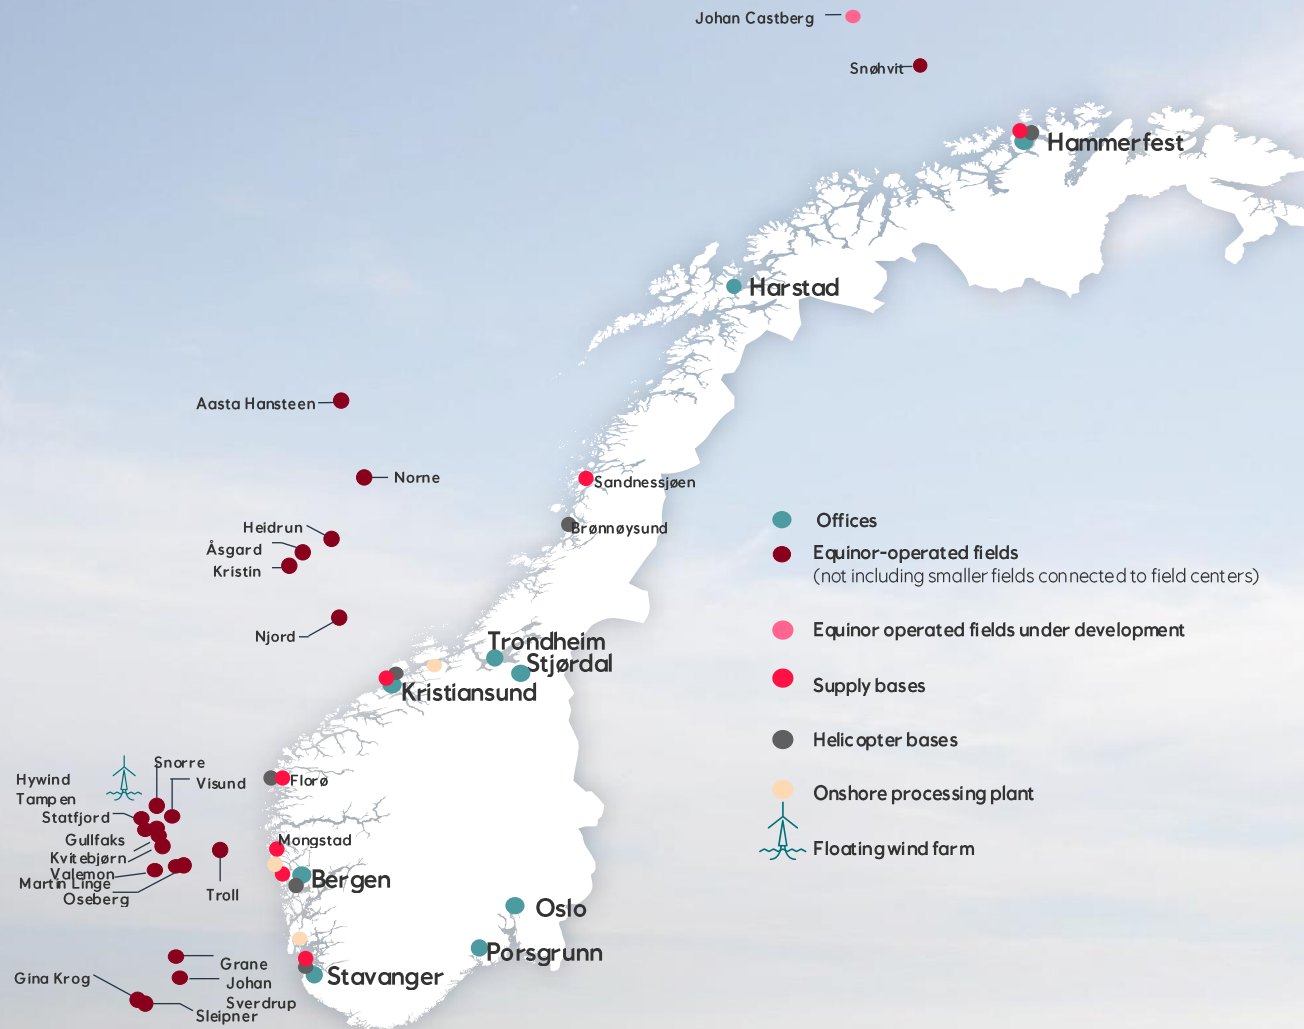 Johan Castberg
Snøhvit
Hammerfest
Harstad
Aasta Hansteen
Norne
Sandnessjøen
Brønnøysund
Heidrun
Åsgard
Kristin
Njord
Trondheim
Stjørdal
Kristiansund
Offices
Equinor-operated fields
(not including smaller fields connected to field centers)
Equinor operated fields under development
Supply bases
Helicopter bases
Onshore processing plant
Floating wind farm
Snorre
Hywind
Tampen
Visund
Florø
Statfjord
Gullfaks
Kvitebjørn
Valemon
Martin Linge
Oseberg
Troll
Mongstad
Bergen
Oslo
Porsgrunn
Stavanger
Grane
Gina Krog
Johan
Sverdrup
Sleipner